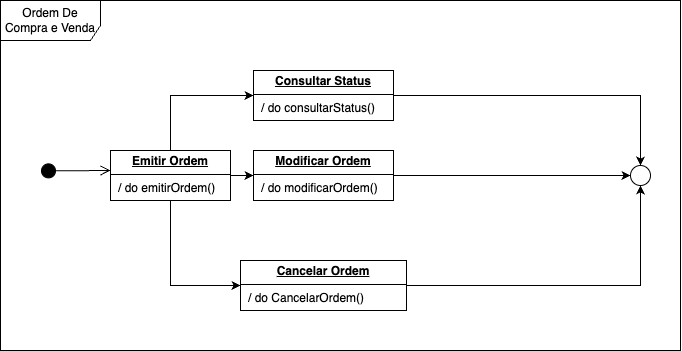 Ordem De
Compra e Venda
Consultar Status
/ do consultarStatus()
Emitir Ordem
/ do emitirOrdem()
Modificar Ordem
/ do modificarOrdem()
Cancelar Ordem
/ do CancelarOrdem()